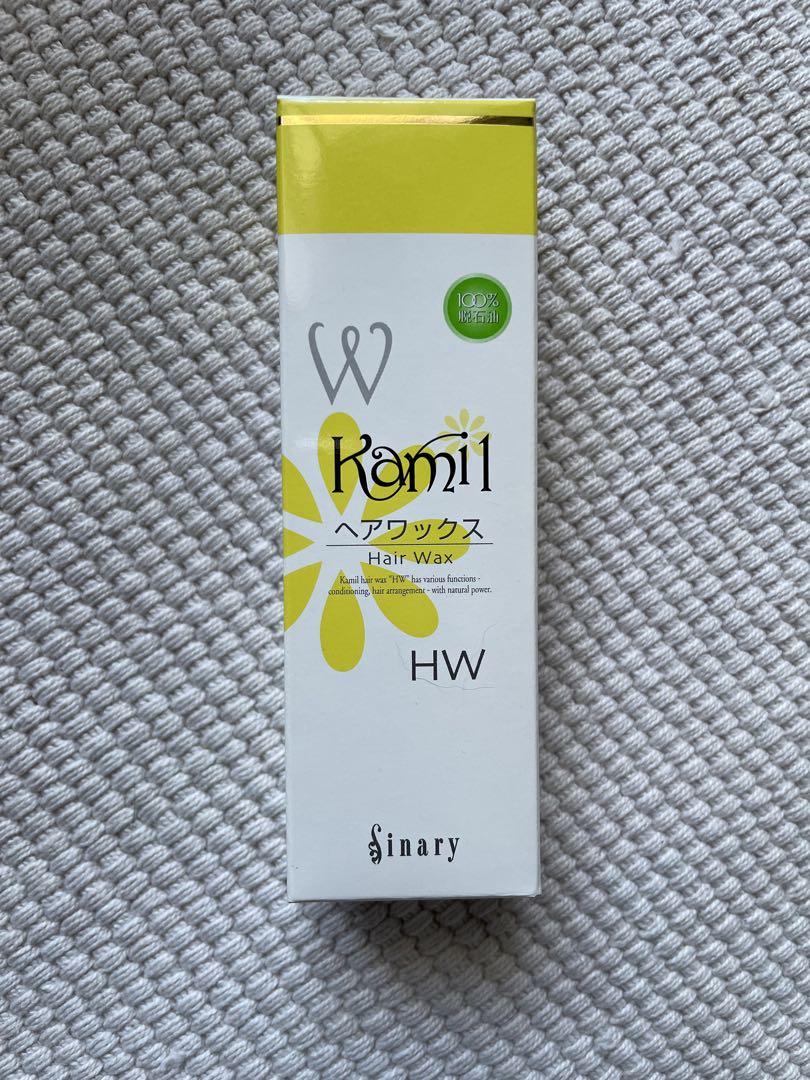 100%
脱石油
W
Kamil
ヘアワックス
Hair Wax
Kamil hair wax "HW" has various functions -
conditioning, hair arrangement - with natural power.
HW
Sinary